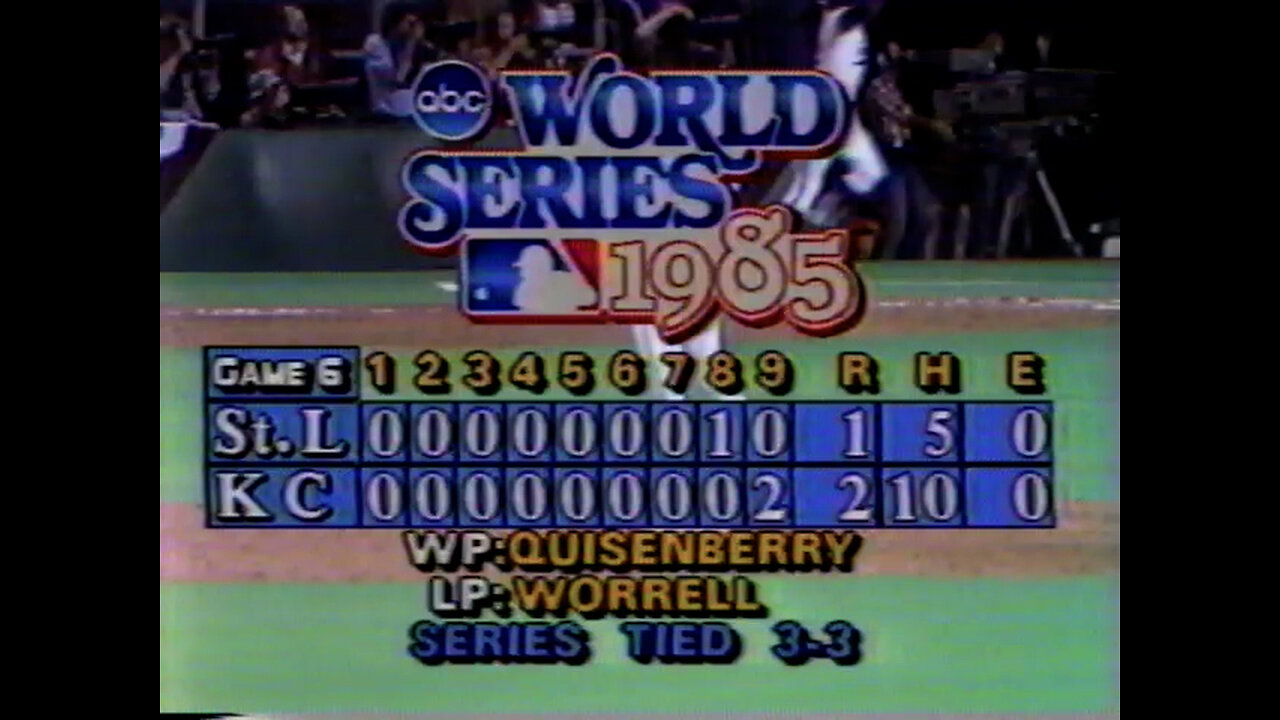 abc WORLD
SERIES
1985
GAME 6 1 2 3 4 5 6 7 8 9 R H E
St. L 0 0 0 0 0 0 0 1 0 1 5 0
K C 0 0 0 0 0 0 0 0 2 2 10 0
WP: QUISENBERRY
LP: WORRELL
SERIES TIED 3-3